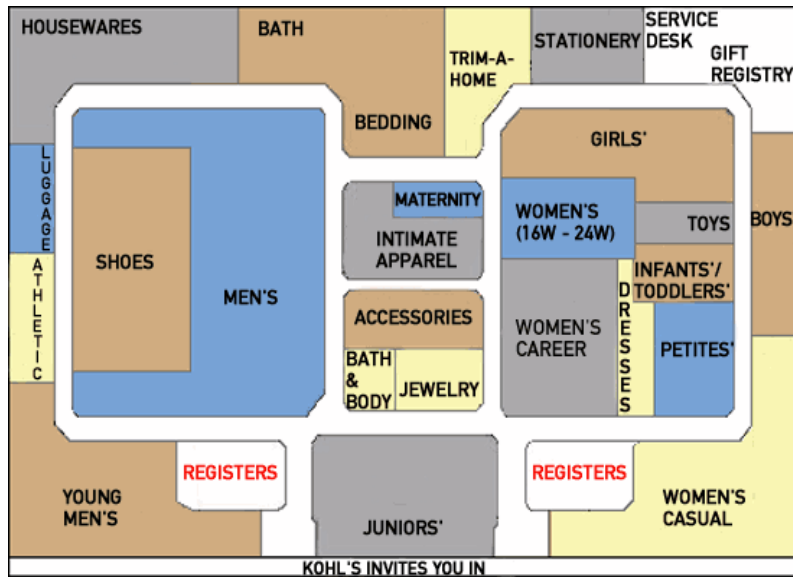 HOUSEWARES
BATH
BEDDING
TRIM-A-
HOME
STATIONERY
SERVICE
DESK
GIFT
REGISTRY
LUGGAGE
ATHLETIC
SHOES
MEN'S
MATERNITY
INTIMATE
APPAREL
ACCESSORIES
BATH
&
BODY
JEWELRY
GIRLS'
WOMEN'S
(16W - 24W)
TOYS
BOYS
INFANTS'/
TODDLERS'
WOMEN'S
CAREER
DRESSES
PETITES'
REGISTERS
REGISTERS
YOUNG
MEN'S
JUNIORS'
WOMEN'S
CASUAL
KOHL'S INVITES YOU IN